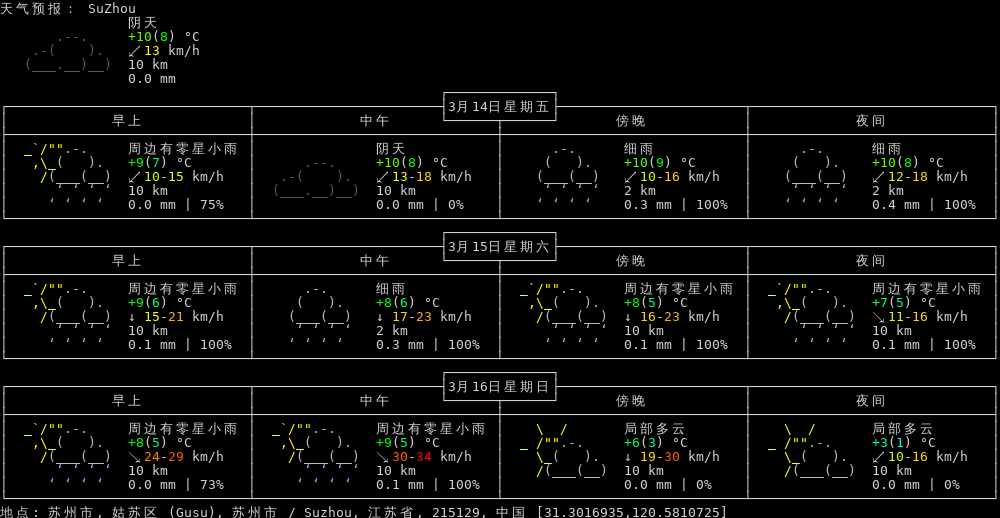 天气预报： SuZhou
阴天
+10(8) °C
↙ 13 km/h
10 km
0.0 mm
3月14日星期五
早上 中午 傍晚 夜间
周边有零星小雨 阴天 细雨 细雨
+9(7) °C +10(8) °C +10(9) °C +10(8) °C
↙ 10-15 km/h ↙ 13-18 km/h ↙ 10-16 km/h ↙ 12-18 km/h
10 km 10 km 2 km 2 km
0.0 mm | 75% 0.0 mm | 0% 0.3 mm | 100% 0.4 mm | 100%
3月15日星期六
早上 中午 傍晚 夜间
周边有零星小雨 细雨 周边有零星小雨 周边有零星小雨
+9(6) °C +8(6) °C +8(5) °C +7(5) °C
↓ 15-21 km/h ↓ 17-23 km/h ↓ 16-23 km/h ↘ 11-16 km/h
10 km 2 km 10 km 10 km
0.1 mm | 100% 0.3 mm | 100% 0.1 mm | 100% 0.1 mm | 100%
3月16日星期日
早上 中午 傍晚 夜间
周边有零星小雨 周边有零星小雨 局部多云 局部多云
+8(5) °C +9(5) °C +6(3) °C +3(1) °C
↘ 24-29 km/h ↘ 30-34 km/h ↓ 19-30 km/h ↙ 10-16 km/h
10 km 10 km 10 km 10 km
0.0 mm | 73% 0.1 mm | 100% 0.0 mm | 0% 0.0 mm | 0%
地点: 苏州市, 姑苏区 (Gusu), 苏州市 / Suzhou, 江苏省, 215129, 中国 [31.3016935,120.5810725]